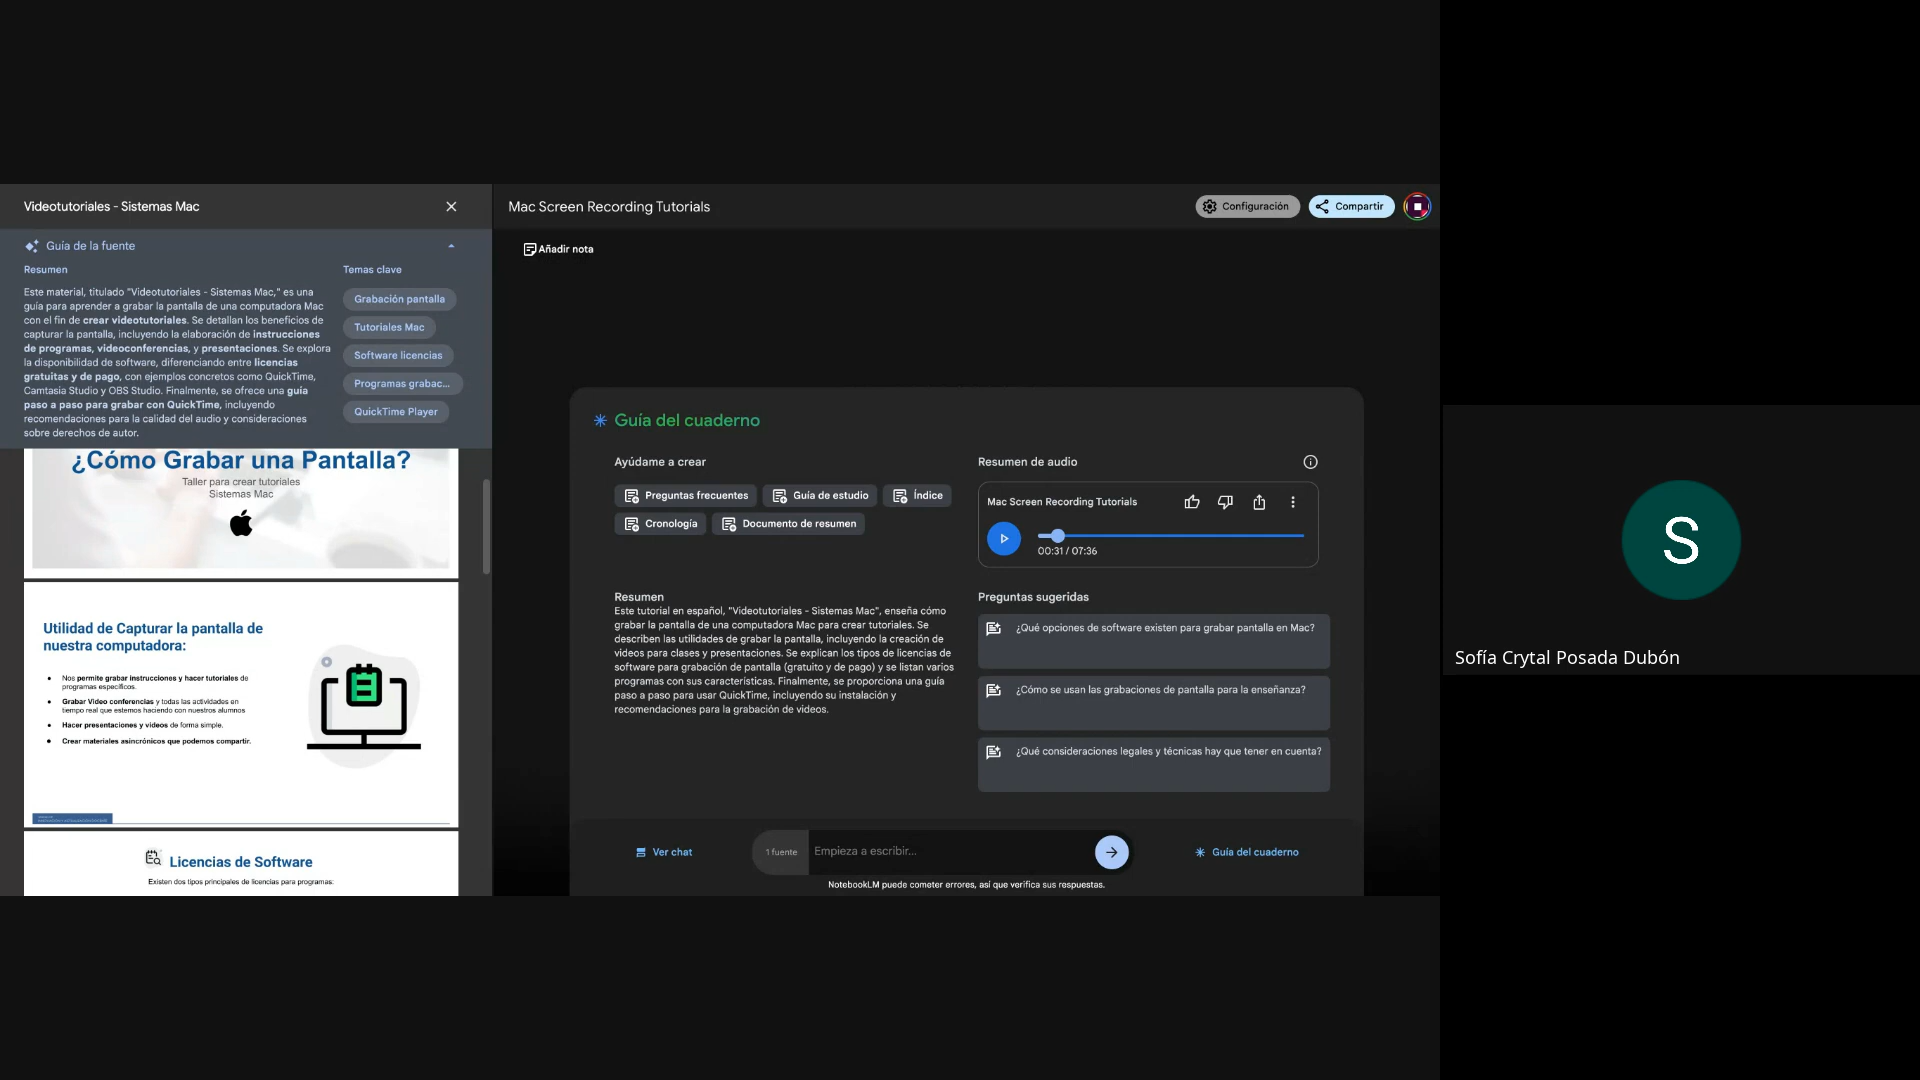 Videotutoriales - Sistemas Mac
Guía de la fuente
Resumen
Este material, titulado "Videotutoriales - Sistemas Mac," es una
guía para aprender a grabar la pantalla de una computadora Mac
con el fin de crear videotutoriales. Se detallan los beneficios de
capturar la pantalla, incluyendo la elaboración de instrucciones
de programas, videoconferencias, y presentaciones. Se explora
la disponibilidad de software, diferenciando entre licencias
gratuitas y de pago, con ejemplos concretos como QuickTime,
Camtasia Studio y OBS Studio. Finalmente, se ofrece una guía
paso a paso para grabar con QuickTime, incluyendo
recomendaciones para la calidad del audio y consideraciones
sobre derechos de autor.
Temas clave
Grabación pantalla
Tutoriales Mac
Software licencias
Programas grabac...
QuickTime Player
¿Cómo Grabar una Pantalla?
Taller para crear tutoriales
Sistemas Mac
Utilidad de Capturar la pantalla de
nuestra computadora:
Nos permite grabar instrucciones y hacer tutoriales de
programas específicos.
Grabar Video conferencias y todas las actividades en
tiempo real que estemos haciendo con nuestros alumnos
Hacer presentaciones y videos de forma simple.
Crear materiales asincrónicos que podemos compartir.
Licencias de Software
Existen dos tipos principales de licencias para programas:
Mac Screen Recording Tutorials
Configuración
Compartir
Añadir nota
Guía del cuaderno
Ayúdame a crear
Preguntas frecuentes
Guía de estudio
Índice
Cronología
Documento de resumen
Resumen de audio
Mac Screen Recording Tutorials
00:31 / 07:36
Resumen
Este tutorial en español, "Videotutoriales - Sistemas Mac", enseña cómo
grabar la pantalla de una computadora Mac para crear tutoriales. Se
describen las utilidades de grabar la pantalla, incluyendo la creación de
videos para clases y presentaciones. Se explican los tipos de licencias de
software para grabación de pantalla (gratuito y de pago) y se listan varios
programas con sus características. Finalmente, se proporciona una guía
paso a paso para usar QuickTime, incluyendo su instalación y
recomendaciones para la grabación de videos.
Preguntas sugeridas
¿Qué opciones de software existen para grabar pantalla en Mac?
¿Cómo se usan las grabaciones de pantalla para la enseñanza?
¿Qué consideraciones legales y técnicas hay que tener en cuenta?
Ver chat
1 fuente
Empieza a escribir...
Guía del cuaderno
NotebookLM puede cometer errores, así que verifica sus respuestas.
S
Sofía Crytal Posada Dubón